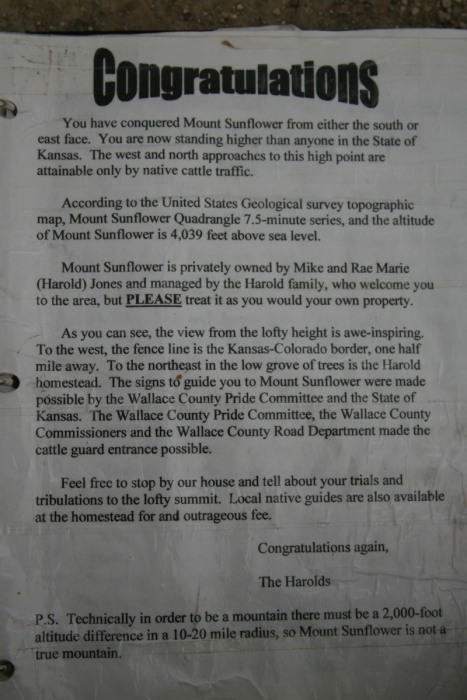 Congratulations
You have conquered Mount Sunflower from either the south or
east face. You are now standing higher than anyone in the State of
Kansas. The west and north approaches to this high point are
attainable only by native cattle traffic.
According to the United States Geological survey topographic
map, Mount Sunflower Quadrangle 7.5-minute series, and the altitude
of Mount Sunflower is 4,039 feet above sea level.
Mount Sunflower is privately owned by Mike and Rae Marie
(Harold) Jones and managed by the Harold family, who welcome you
to the area, but PLEASE treat it as you would your own property.
As you can see, the view from the lofty height is awe-inspiring.
To the west, the fence line is the Kansas-Colorado border, one half
mile away. To the northeast in the low grove of trees is the Harold
homestead. The signs to guide you to Mount Sunflower were made
possible by the Wallace County Pride Committee and the State of
Kansas. The Wallace County Pride Committee, the Wallace County
Commissioners and the Wallace County Road Department made the
cattle guard entrance possible.
Feel free to stop by our house and tell about your trials and
tribulations to the lofty summit. Local native guides are also available
at the homestead for and outrageous fee.
Congratulations again,
The Harolds
P.S. Technically in order to be a mountain there must be a 2,000-foot
altitude difference in a 10-20 mile radius, so Mount Sunflower is not a
true mountain.